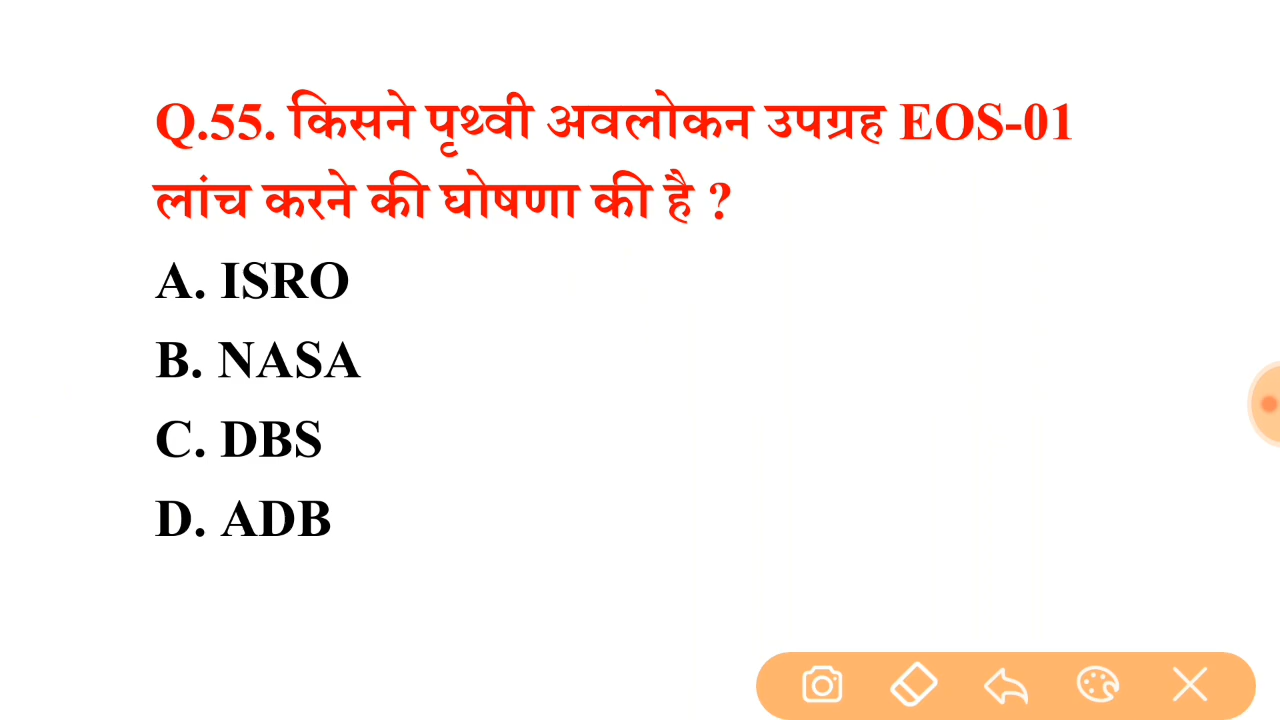 Q.55. किसने पृथ्वी अवलोकन उपग्रह EOS-01
लांच करने की घोषणा की है ?
A. ISRO
B. NASA
C. DBS
D. ADB